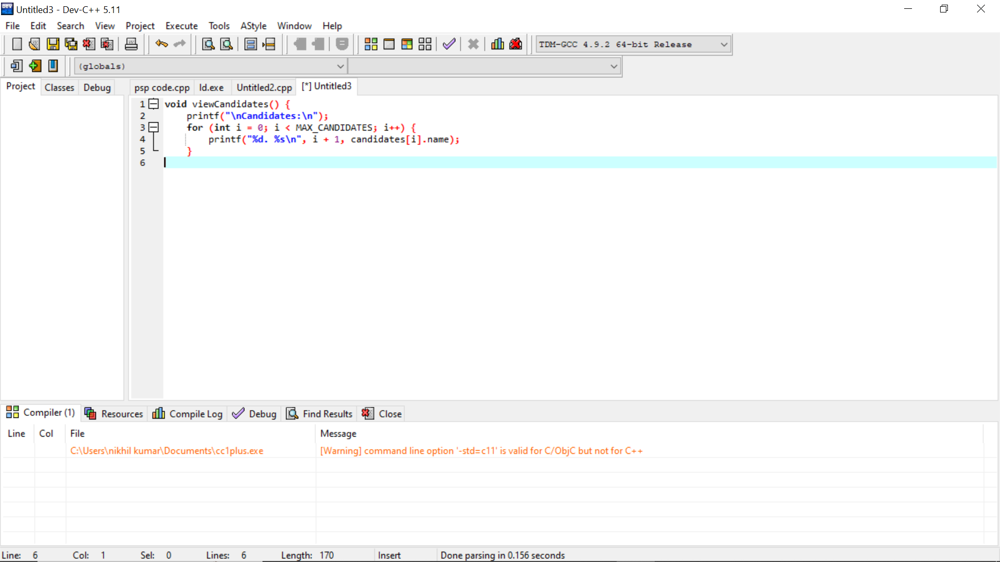 Untitled3 - Dev-C++ 5.11
File Edit Search View Project Execute Tools AStyle Window Help
TDM-GCC 4.9.2 64-bit Release
(globals)
Project Classes Debug psp code.cpp ld.exe Untitled2.cpp [*] Untitled3
1 void viewCandidates() {
2 printf("\nCandidates:\n");
3 for (int i = 0; i < MAX_CANDIDATES; i++) {
4 printf("%d. %s\n", i + 1, candidates[i].name);
5 }
6
Compiler (1) Resources Compile Log Debug Find Results Close
Line Col File Message
C:\Users\nikhil kumar\Documents\cc1plus.exe [Warning] command line option '-std=c11' is valid for C/ObjC but not for C++
Line: 6 Col: 1 Sel: 0 Lines: 6 Length: 170 Insert Done parsing in 0.156 seconds